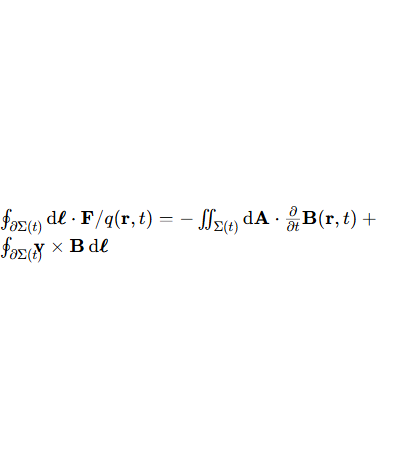 ∮∂Σ(t) dℓ · F/q(r, t) = − ∬Σ(t) dA · ∂/∂t B(r, t) +
∮∂Σ(t) v × B dℓ